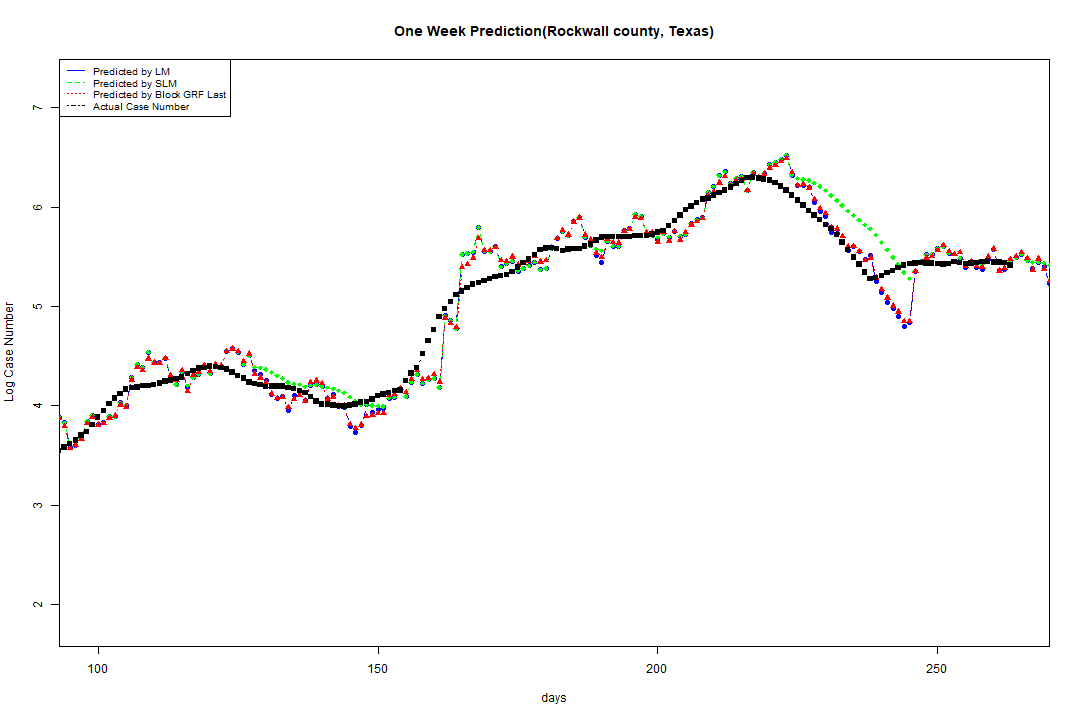 One Week Prediction(Rockwall county, Texas)
Predicted by LM
Predicted by SLM
Predicted by Block GRF Last
Actual Case Number
7
6
5
4
3
2
Log Case Number
100 150 200 250
days